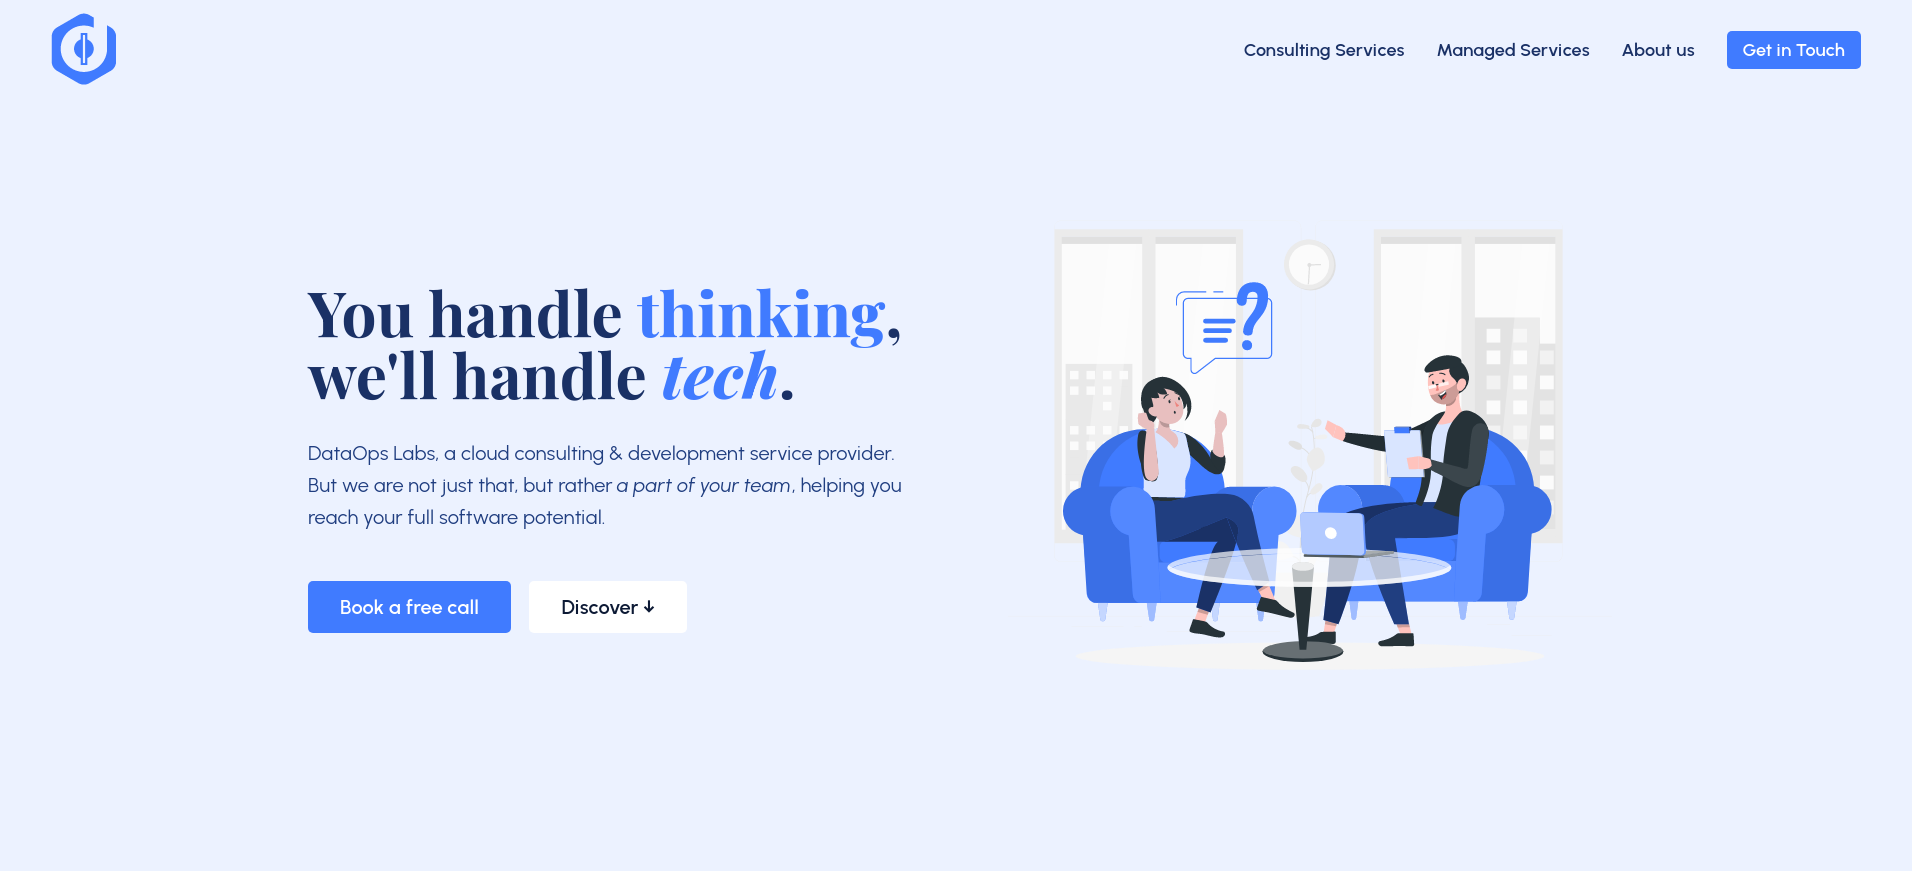 Consulting Services
Managed Services
About us
Get in Touch
You handle thinking,
we'll handle tech.
DataOps Labs, a cloud consulting & development service provider.
But we are not just that, but rather a part of your team, helping you
reach your full software potential.
Book a free call
Discover ↓
?